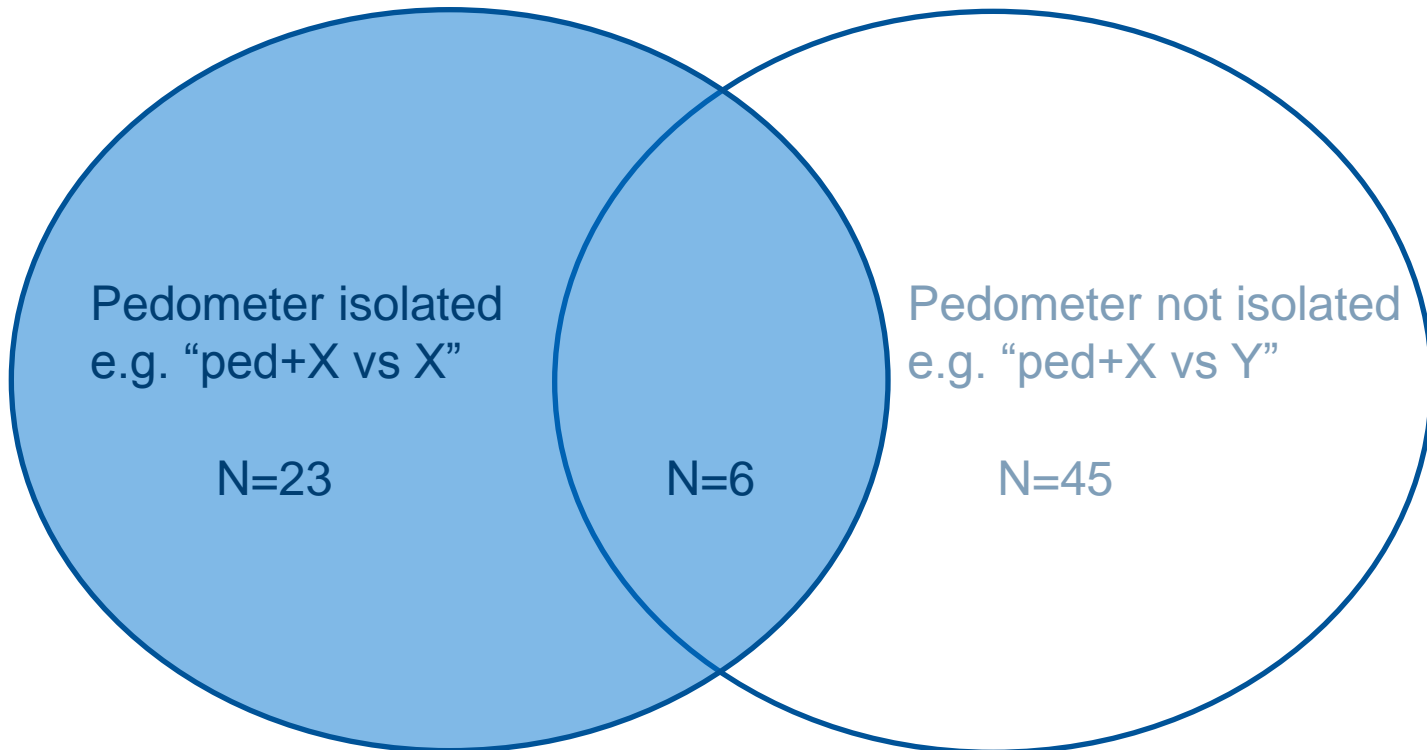 Pedometer isolated
e.g. “ped+X vs X”
N=23
N=6
Pedometer not isolated
e.g. “ped+X vs Y”
N=45